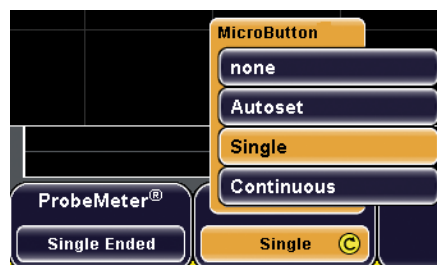 MicroButton
none
Autoset
Single
Continuous
ProbeMeter®
Single Ended
Single C